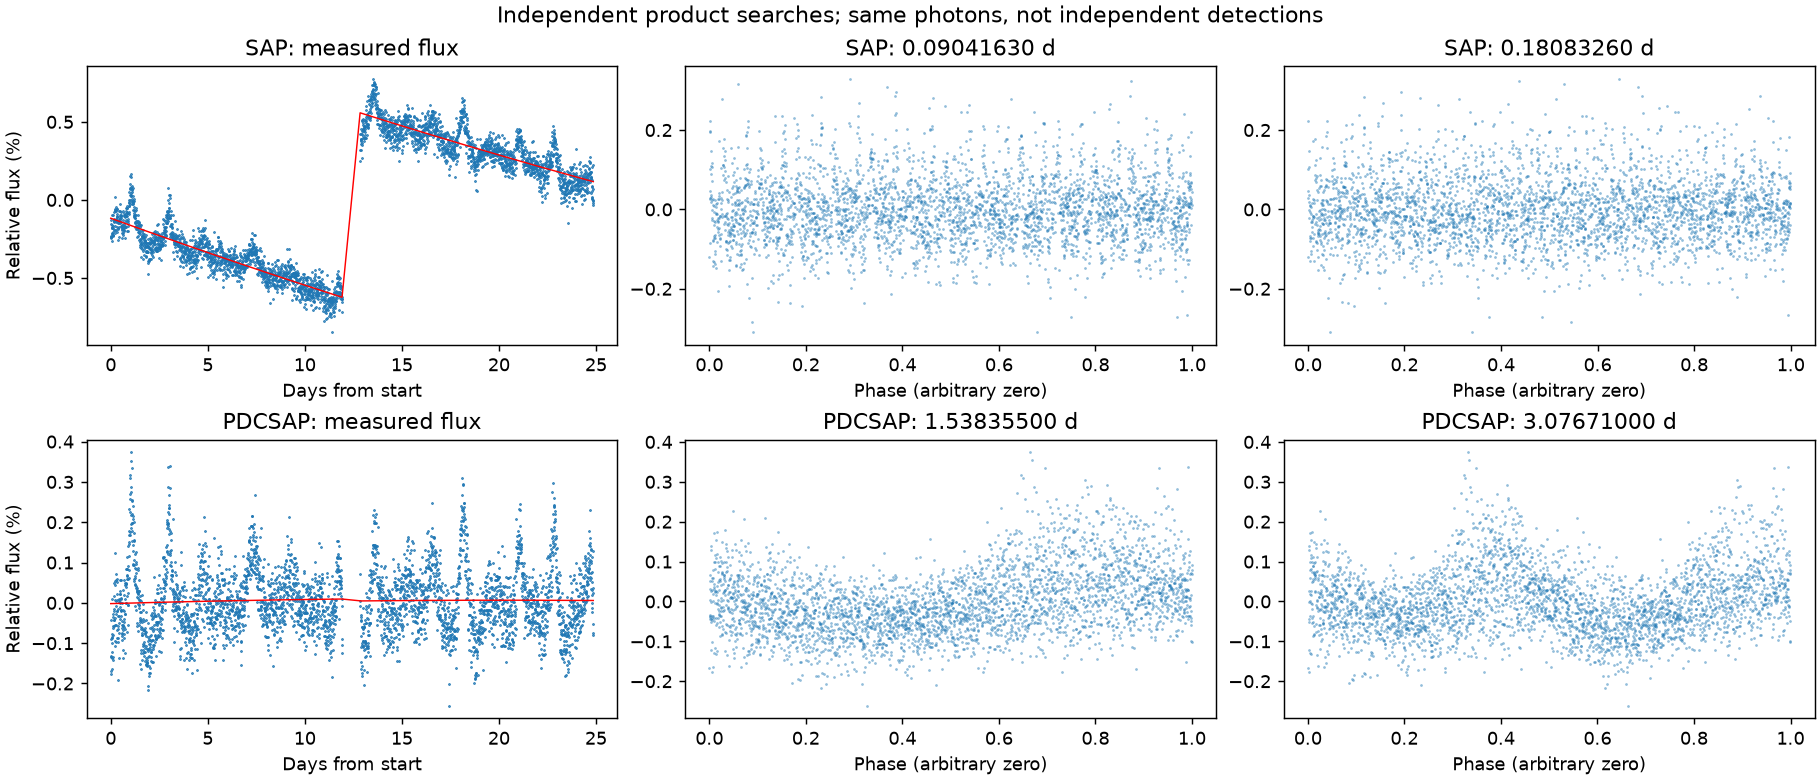 Independent product searches; same photons, not independent detections
SAP: measured flux
Relative flux (%)
0.5
0.0
−0.5
0 5 10 15 20 25
Days from start
SAP: 0.09041630 d
0.2
0.0
−0.2
0.0 0.2 0.4 0.6 0.8 1.0
Phase (arbitrary zero)
SAP: 0.18083260 d
0.2
0.0
−0.2
0.0 0.2 0.4 0.6 0.8 1.0
Phase (arbitrary zero)
PDCSAP: measured flux
Relative flux (%)
0.4
0.3
0.2
0.1
0.0
−0.1
−0.2
0 5 10 15 20 25
Days from start
PDCSAP: 1.53835500 d
0.4
0.3
0.2
0.1
0.0
−0.1
−0.2
0.0 0.2 0.4 0.6 0.8 1.0
Phase (arbitrary zero)
PDCSAP: 3.07671000 d
0.4
0.3
0.2
0.1
0.0
−0.1
−0.2
0.0 0.2 0.4 0.6 0.8 1.0
Phase (arbitrary zero)